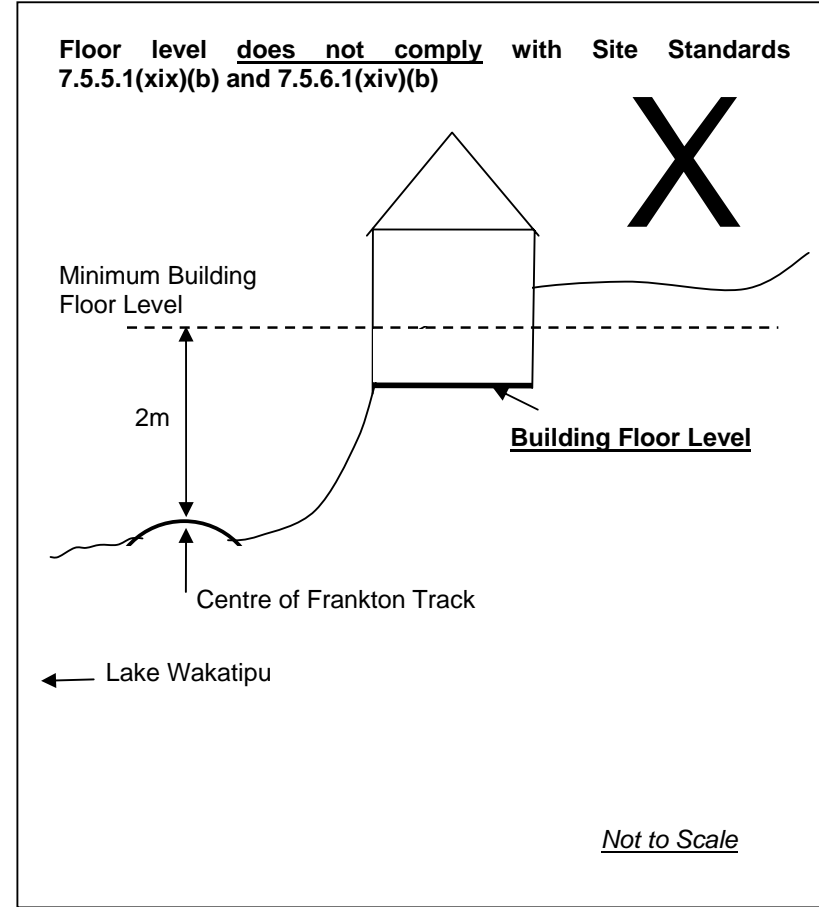 Floor level does not comply with Site Standards
7.5.5.1(xix)(b) and 7.5.6.1(xiv)(b)
X
Minimum Building
Floor Level
2m
Building Floor Level
Centre of Frankton Track
Lake Wakatipu
Not to Scale